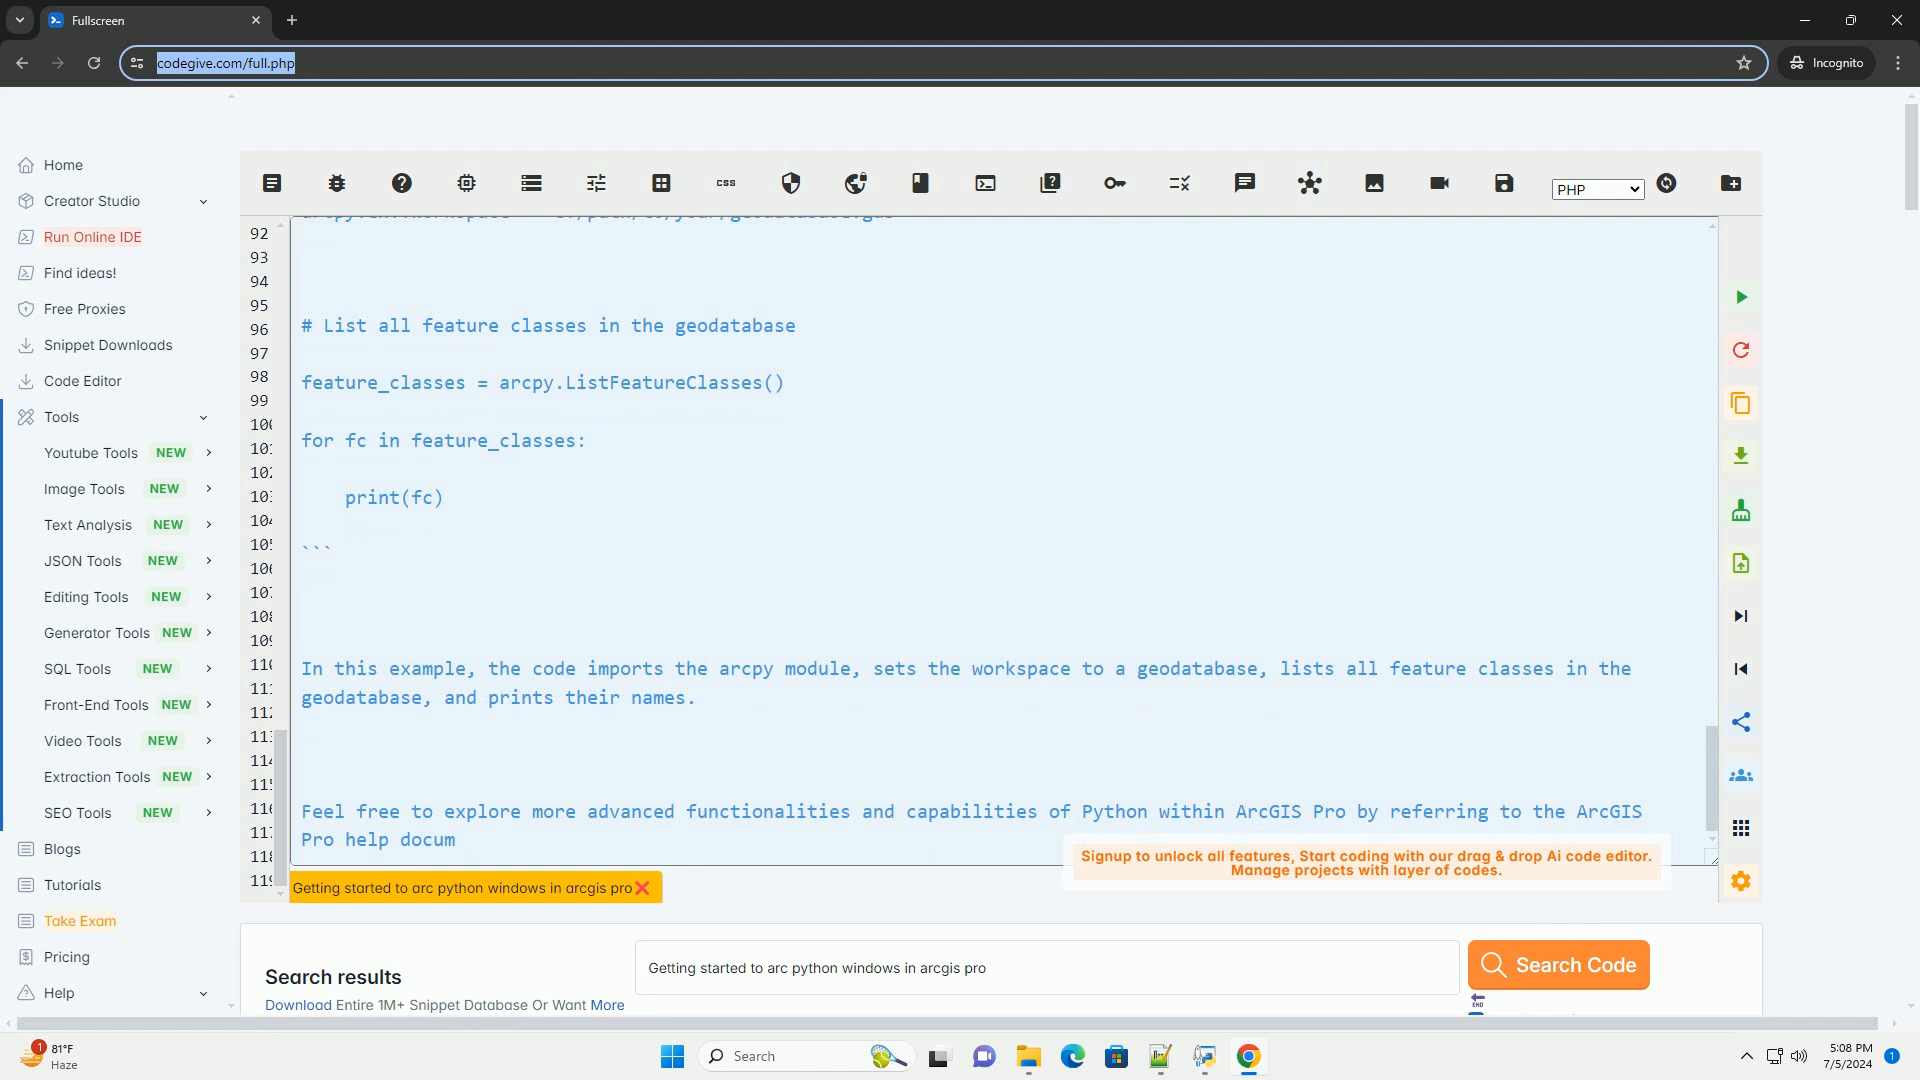 Fullscreen
codegive.com/full.php
Incognito
Home
Creator Studio
Run Online IDE
Find ideas!
Free Proxies
Snippet Downloads
Code Editor
Tools
Youtube Tools NEW
Image Tools NEW
Text Analysis NEW
JSON Tools NEW
Editing Tools NEW
Generator Tools NEW
SQL Tools NEW
Front-End Tools NEW
Video Tools NEW
Extraction Tools NEW
SEO Tools NEW
Blogs
Tutorials
Take Exam
Pricing
Help
css
PHP
92
93
94
95
96
97
98
99
# List all feature classes in the geodatabase
feature_classes = arcpy.ListFeatureClasses()
for fc in feature_classes:
print(fc)
```
In this example, the code imports the arcpy module, sets the workspace to a geodatabase, lists all feature classes in the
geodatabase, and prints their names.
Feel free to explore more advanced functionalities and capabilities of Python within ArcGIS Pro by referring to the ArcGIS
Pro help docum
Signup to unlock all features, Start coding with our drag & drop Ai code editor.
Manage projects with layer of codes.
Getting started to arc python windows in arcgis pro
Search results
Download Entire 1M+ Snippet Database Or Want More
Getting started to arc python windows in arcgis pro
Search Code
END
1
81°F
Haze
Search
5:08 PM
7/5/2024
1